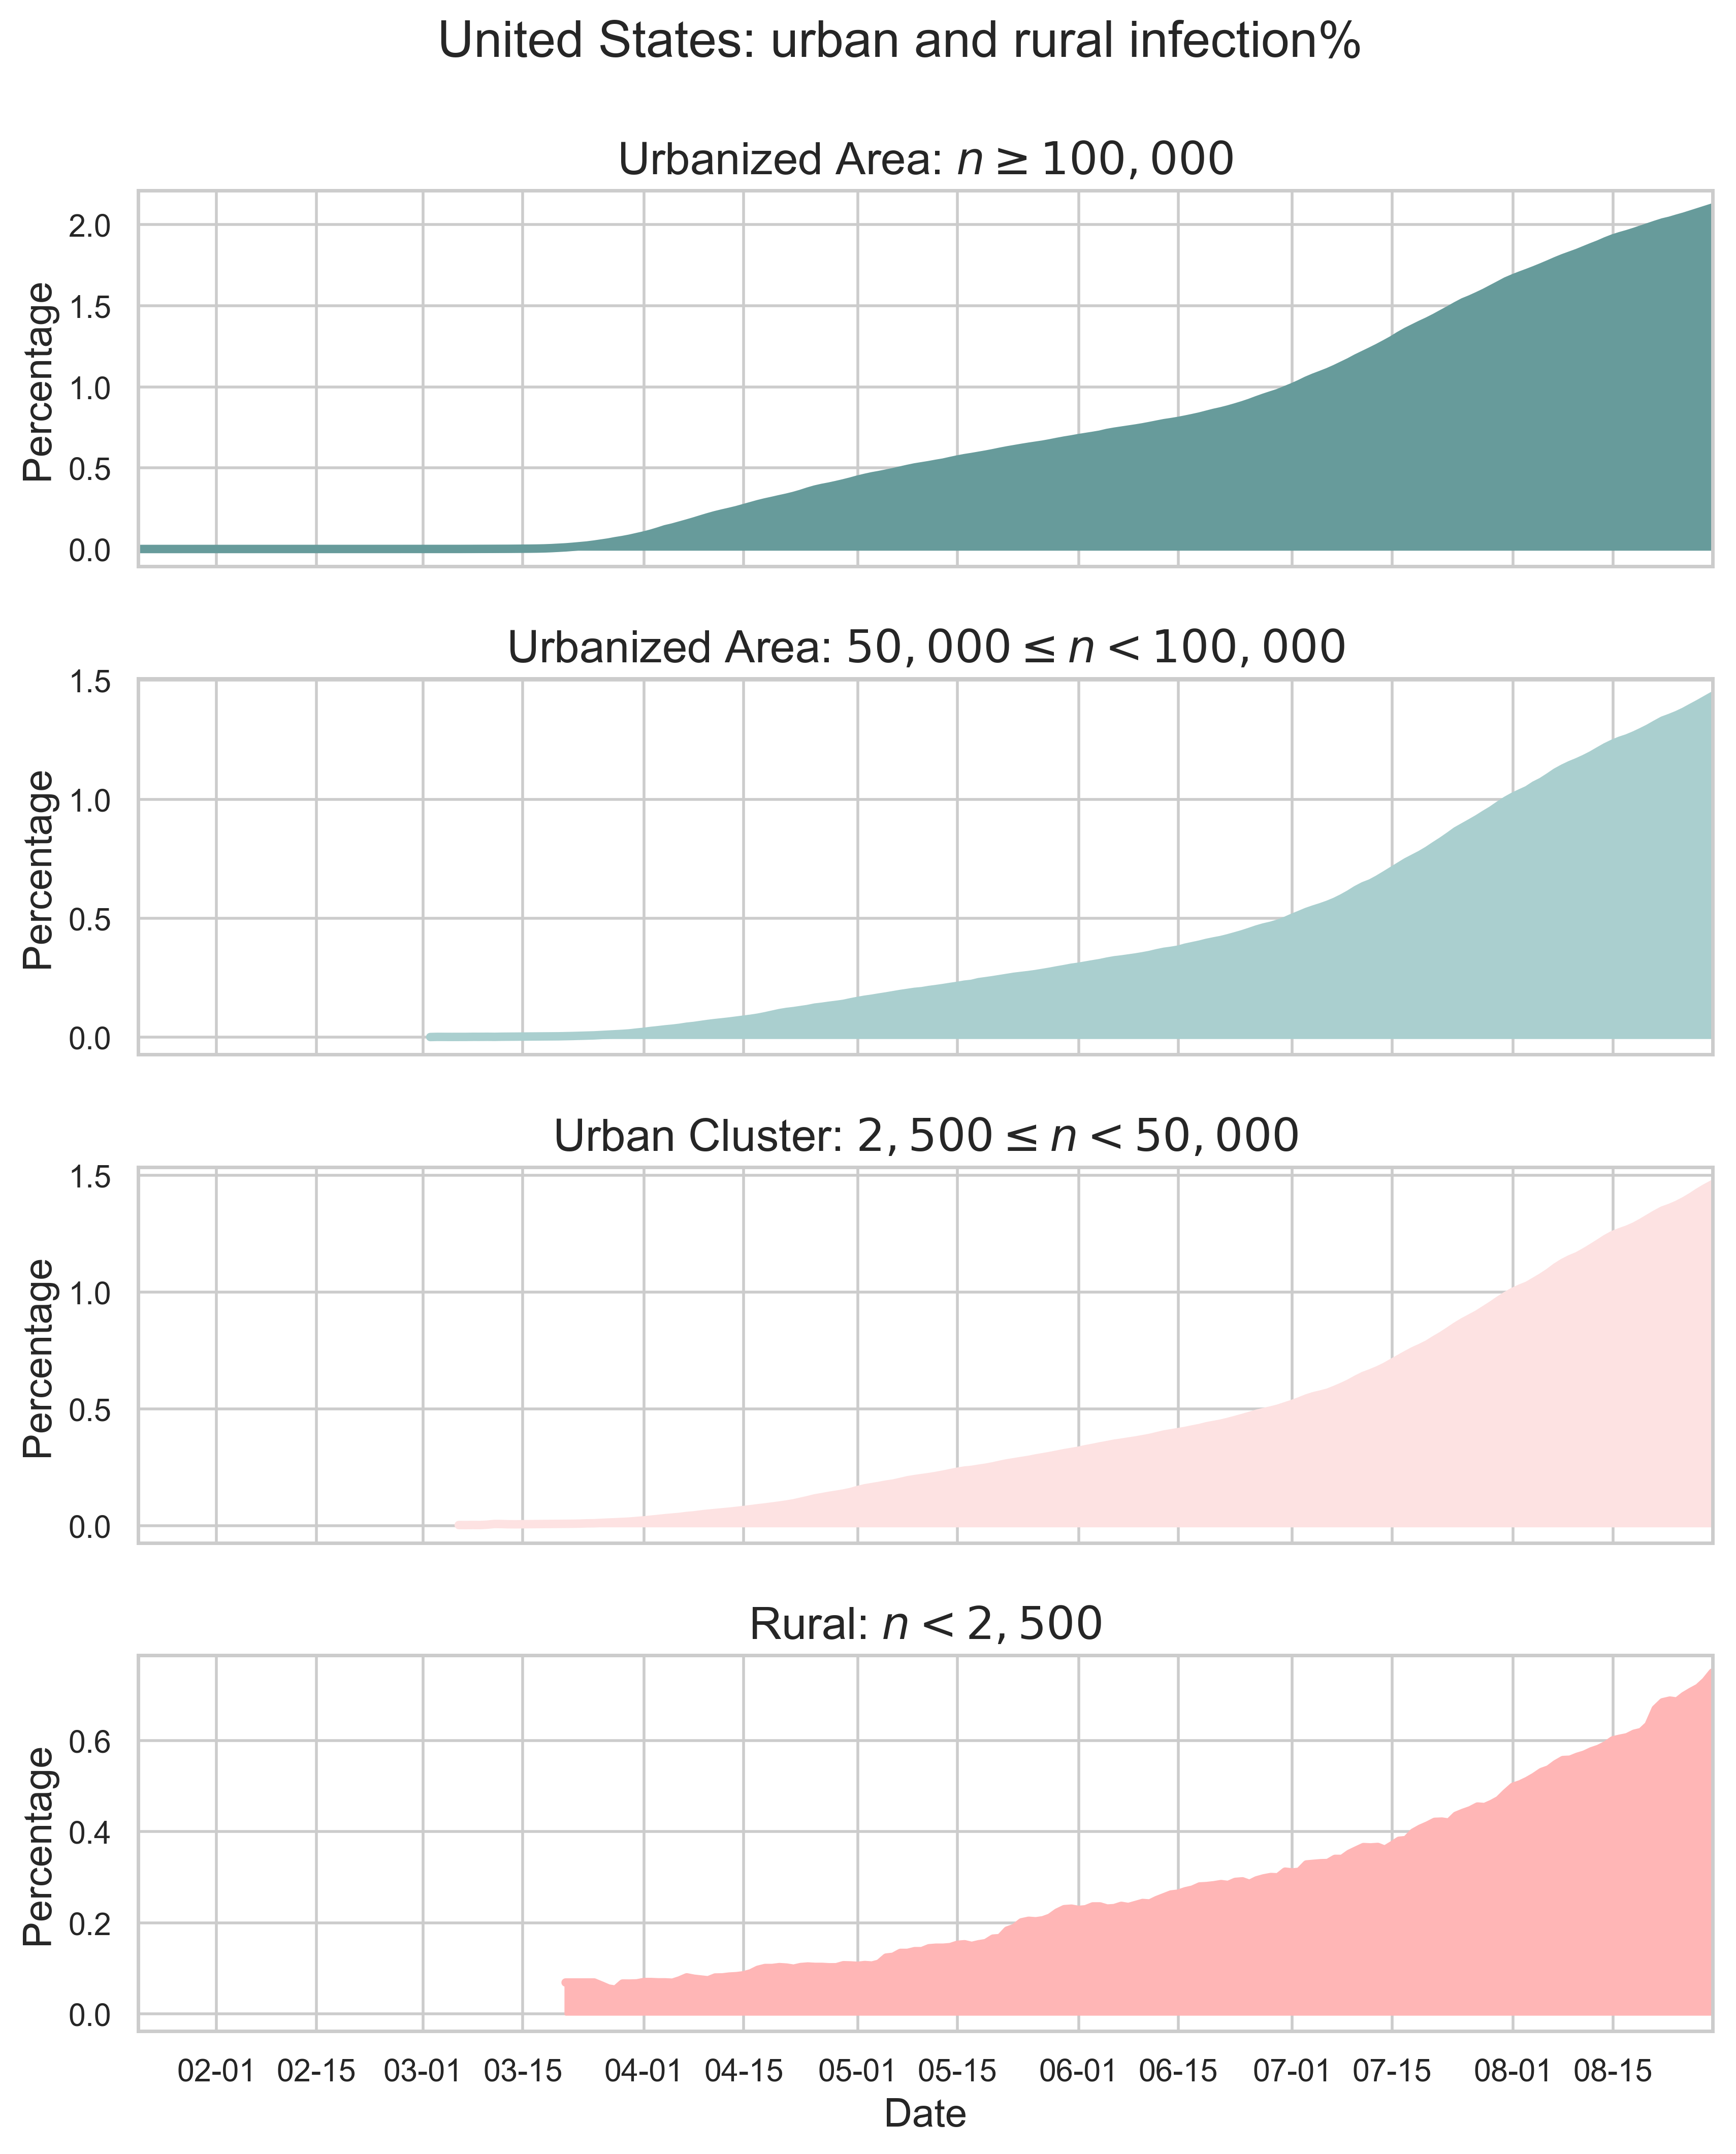 United States: urban and rural infection%
Urbanized Area: n ≥ 100, 000
2.0
1.5
1.0
0.5
0.0
Percentage
Urbanized Area: 50, 000 ≤ n < 100, 000
1.5
1.0
0.5
0.0
Percentage
Urban Cluster: 2, 500 ≤ n < 50, 000
1.5
1.0
0.5
0.0
Percentage
Rural: n < 2, 500
0.6
0.4
0.2
0.0
Percentage
02-01 02-15 03-01 03-15 04-01 04-15 05-01 05-15 06-01 06-15 07-01 07-15 08-01 08-15
Date